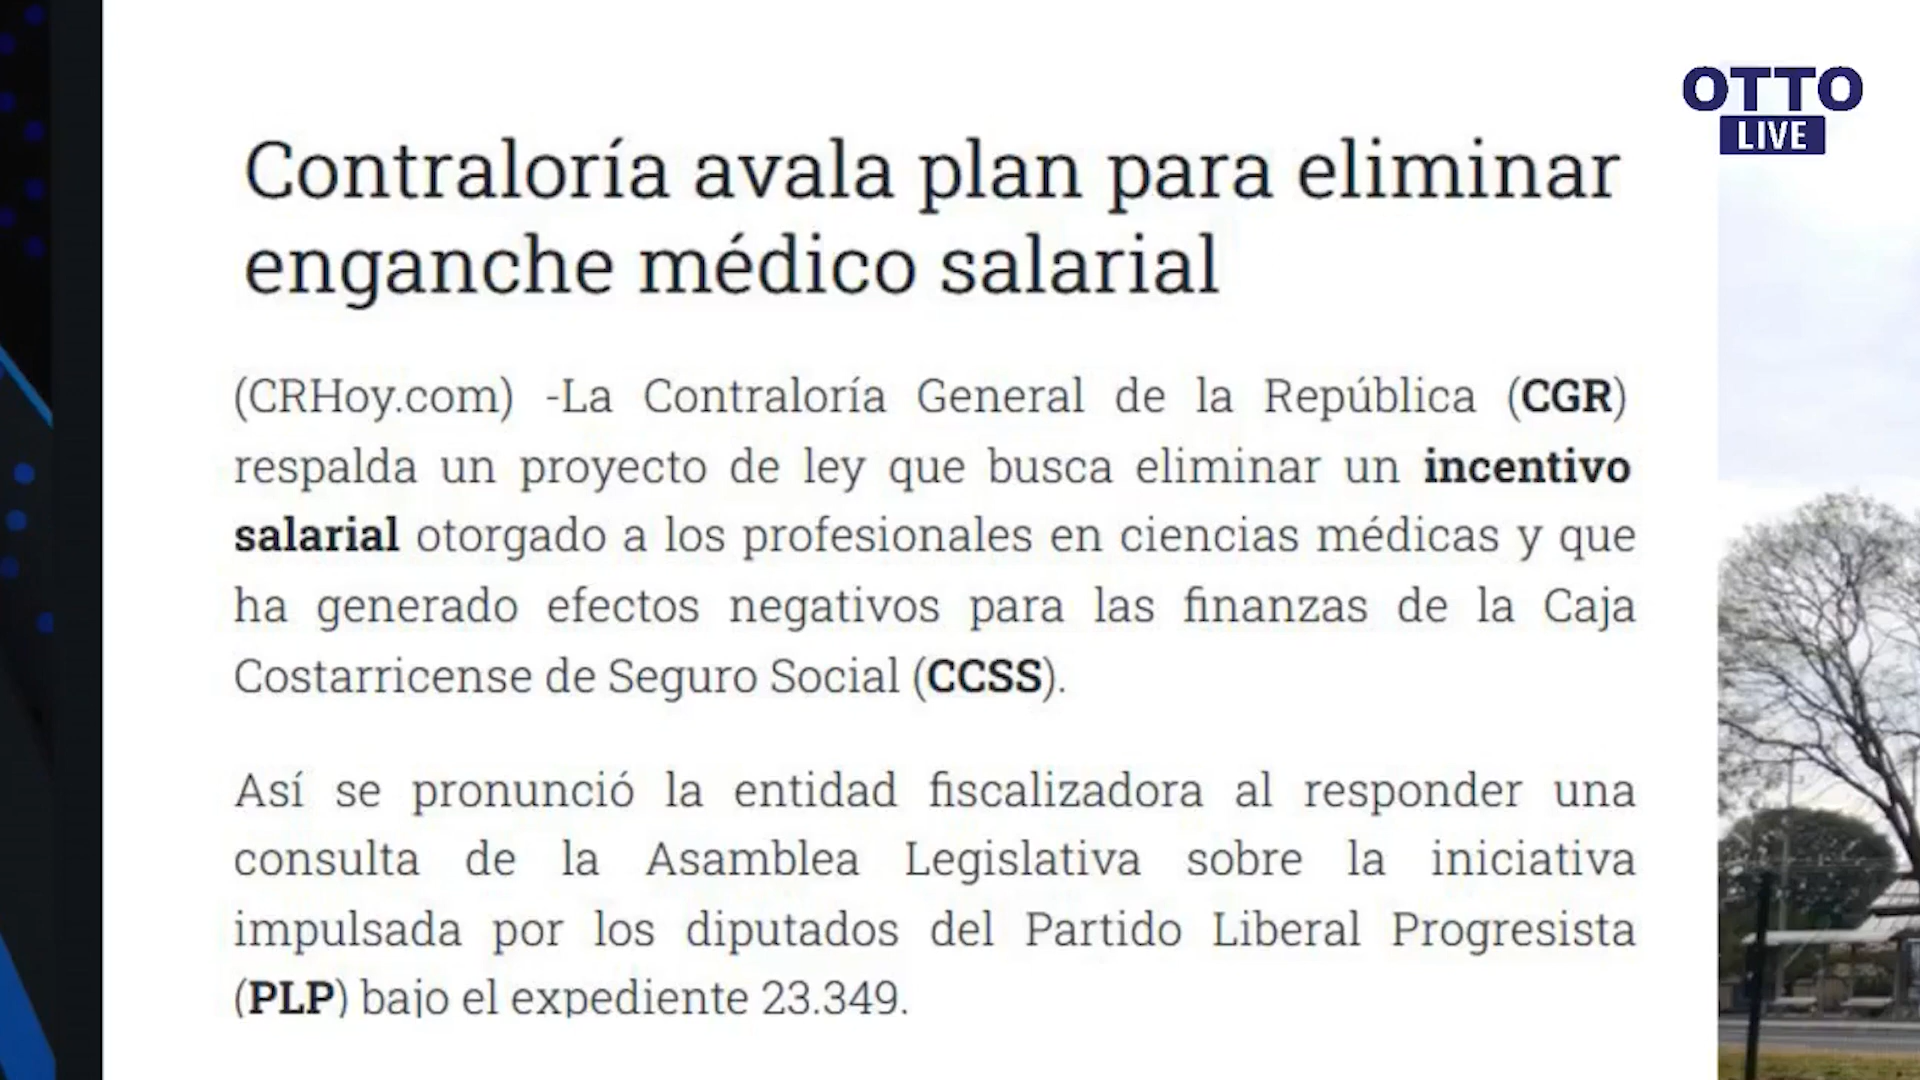 OTTO
LIVE
Contraloría avala plan para eliminar
enganche médico salarial
(CRHoy.com) -La Contraloría General de la República (CGR)
respalda un proyecto de ley que busca eliminar un incentivo
salarial otorgado a los profesionales en ciencias médicas y que
ha generado efectos negativos para las finanzas de la Caja
Costarricense de Seguro Social (CCSS).
Así se pronunció la entidad fiscalizadora al responder una
consulta de la Asamblea Legislativa sobre la iniciativa
impulsada por los diputados del Partido Liberal Progresista
(PLP) bajo el expediente 23.349.